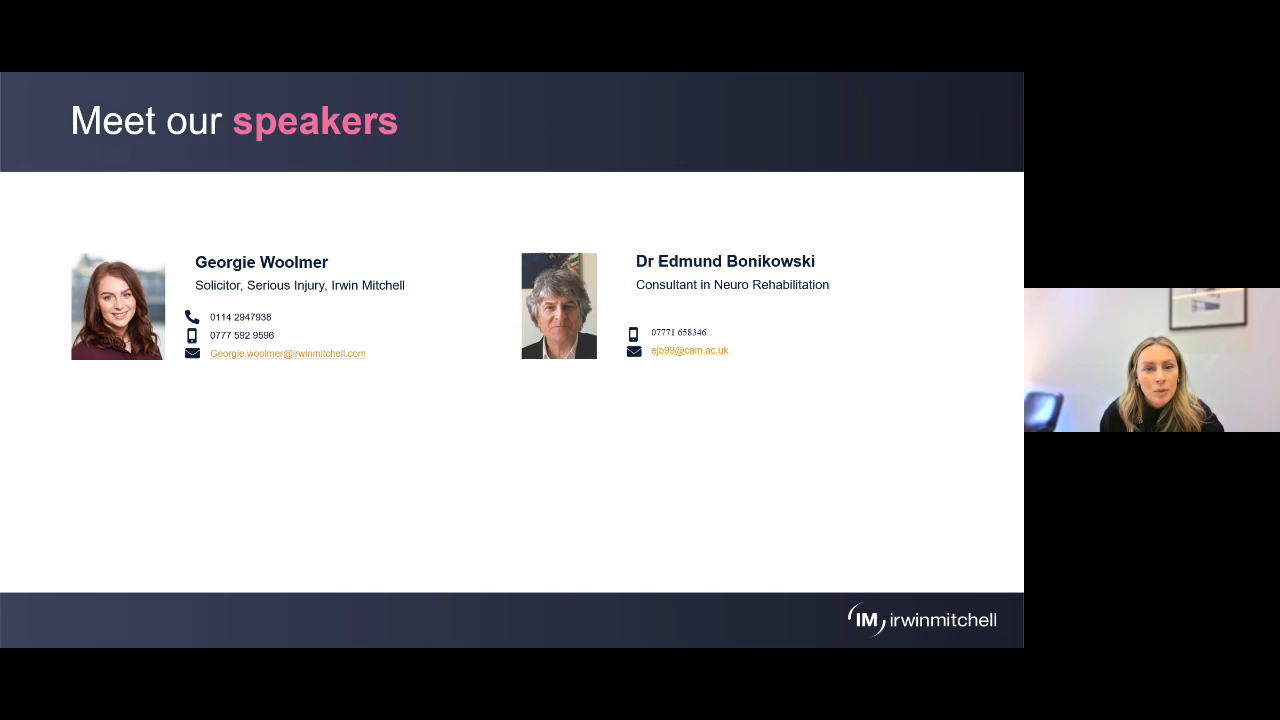 Meet our speakers
Georgie Woolmer
Solicitor, Serious Injury, Irwin Mitchell
0114 2947938
0777 592 9596
Georgie.woolmer@irwinmitchell.com
Dr Edmund Bonikowski
Consultant in Neuro Rehabilitation
07771 658346
ejb99@cam.ac.uk
IM irwinmitchell